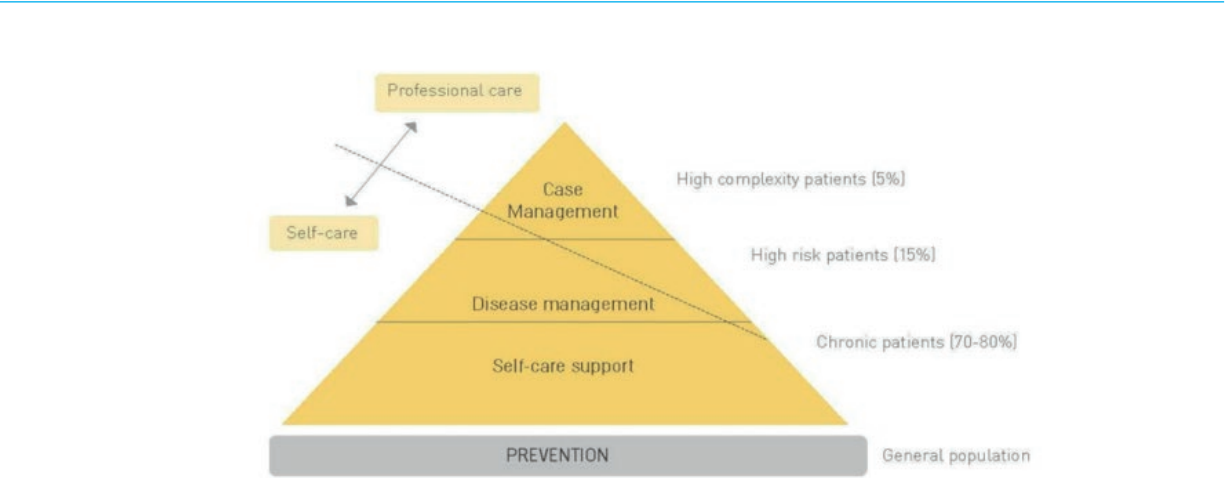 Professional care
Self-care
Case
Management
High complexity patients (5%)
High risk patients (15%)
Disease management
Chronic patients (70-80%)
Self-care support
PREVENTION
General population